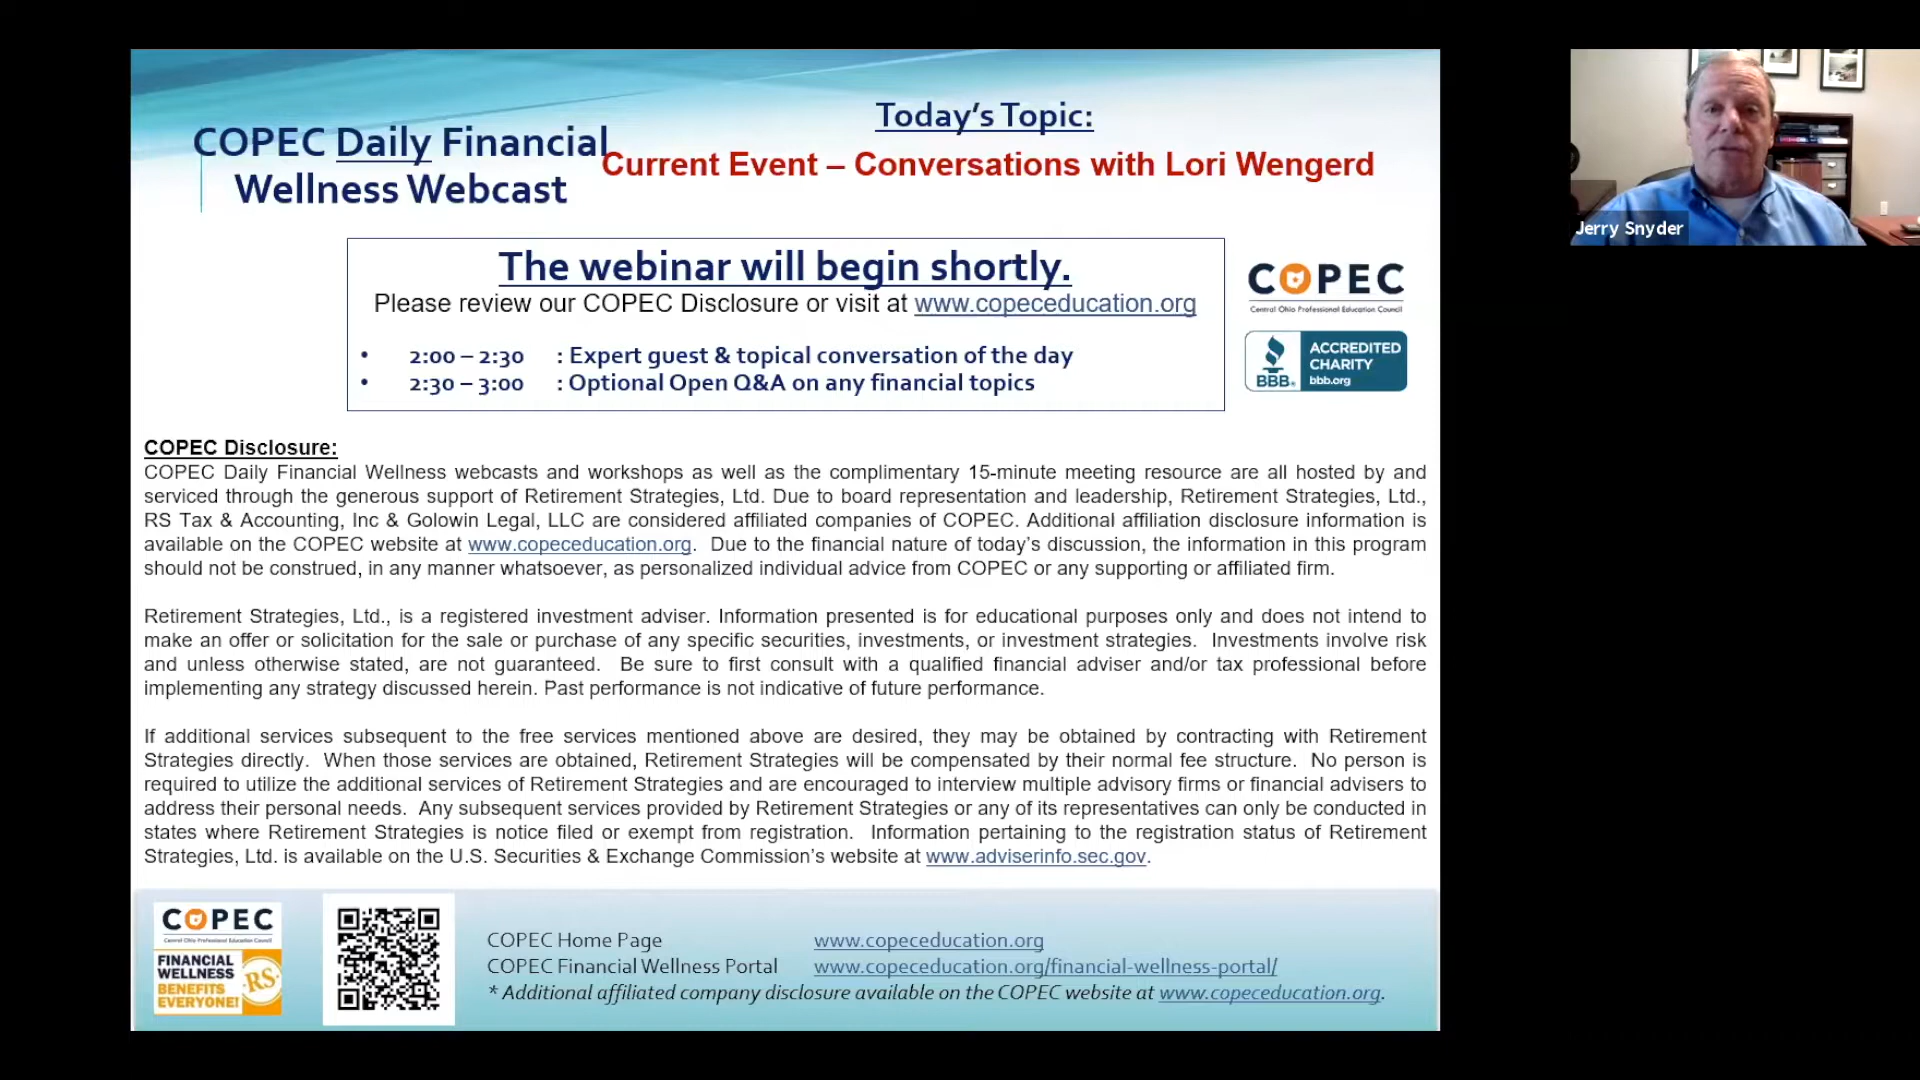 COPEC Daily Financial
Wellness Webcast
Today's Topic:
Current Event – Conversations with Lori Wengerd
The webinar will begin shortly.
Please review our COPEC Disclosure or visit at www.copeceducation.org
• 2:00 – 2:30 : Expert guest & topical conversation of the day
• 2:30 – 3:00 : Optional Open Q&A on any financial topics
COPEC
Central Ohio Professional Education Council
BBB.
ACCREDITED
CHARITY
bbb.org
Jerry Snyder
COPEC Disclosure:
COPEC Daily Financial Wellness webcasts and workshops as well as the complimentary 15-minute meeting resource are all hosted by and
serviced through the generous support of Retirement Strategies, Ltd. Due to board representation and leadership, Retirement Strategies, Ltd.,
RS Tax & Accounting, Inc & Golowin Legal, LLC are considered affiliated companies of COPEC. Additional affiliation disclosure information is
available on the COPEC website at www.copeceducation.org. Due to the financial nature of today's discussion, the information in this program
should not be construed, in any manner whatsoever, as personalized individual advice from COPEC or any supporting or affiliated firm.
Retirement Strategies, Ltd., is a registered investment adviser. Information presented is for educational purposes only and does not intend to
make an offer or solicitation for the sale or purchase of any specific securities, investments, or investment strategies. Investments involve risk
and unless otherwise stated, are not guaranteed. Be sure to first consult with a qualified financial adviser and/or tax professional before
implementing any strategy discussed herein. Past performance is not indicative of future performance.
If additional services subsequent to the free services mentioned above are desired, they may be obtained by contracting with Retirement
Strategies directly. When those services are obtained, Retirement Strategies will be compensated by their normal fee structure. No person is
required to utilize the additional services of Retirement Strategies and are encouraged to interview multiple advisory firms or financial advisers to
address their personal needs. Any subsequent services provided by Retirement Strategies or any of its representatives can only be conducted in
states where Retirement Strategies is notice filed or exempt from registration. Information pertaining to the registration status of Retirement
Strategies, Ltd. is available on the U.S. Securities & Exchange Commission's website at www.adviserinfo.sec.gov.
COPEC
Central Ohio Professional Education Council
FINANCIAL
WELLNESS
BENEFITS
EVERYONE!
RS
COPEC Home Page www.copeceducation.org
COPEC Financial Wellness Portal www.copeceducation.org/financial-wellness-portal/
* Additional affiliated company disclosure available on the COPEC website at www.copeceducation.org.